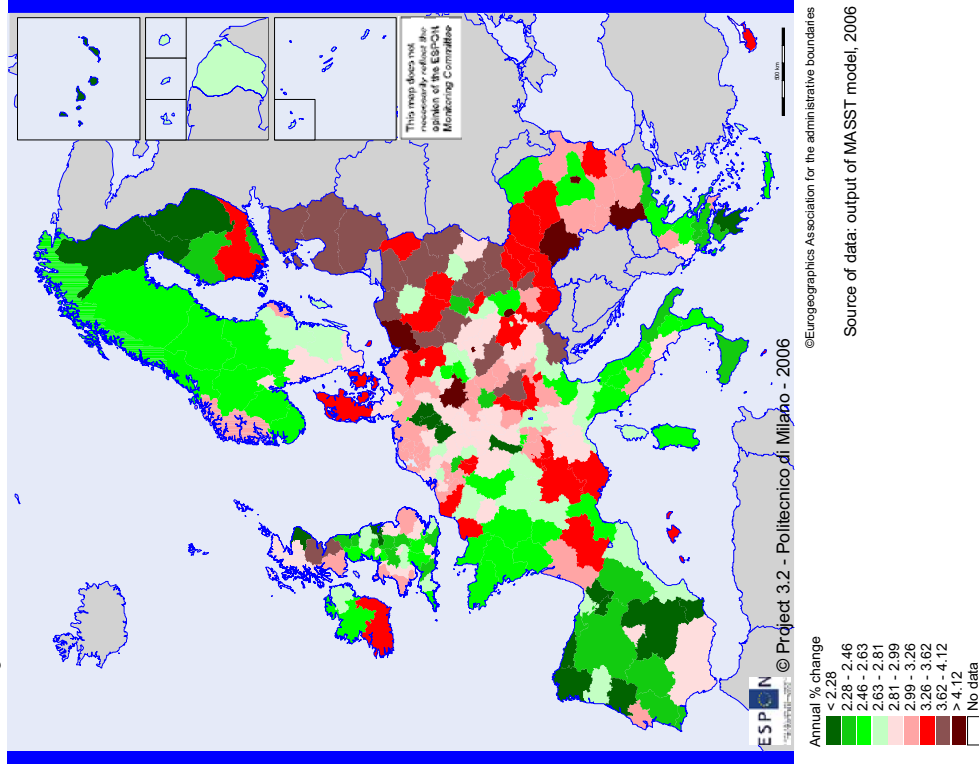 This map does not
necessarily reflect the
opinion of the ESPON
Monitoring Committee
500 km
©Eurogeographics Association for the administrative boundaries
Source of data: output of MASST model, 2006
ESPON
© Project 3.2 - Politecnico di Milano - 2006
Annual % change
< 2.28
2.28 - 2.46
2.46 - 2.63
2.63 - 2.81
2.81 - 2.99
2.99 - 3.26
3.26 - 3.62
3.62 - 4.12
> 4.12
No data